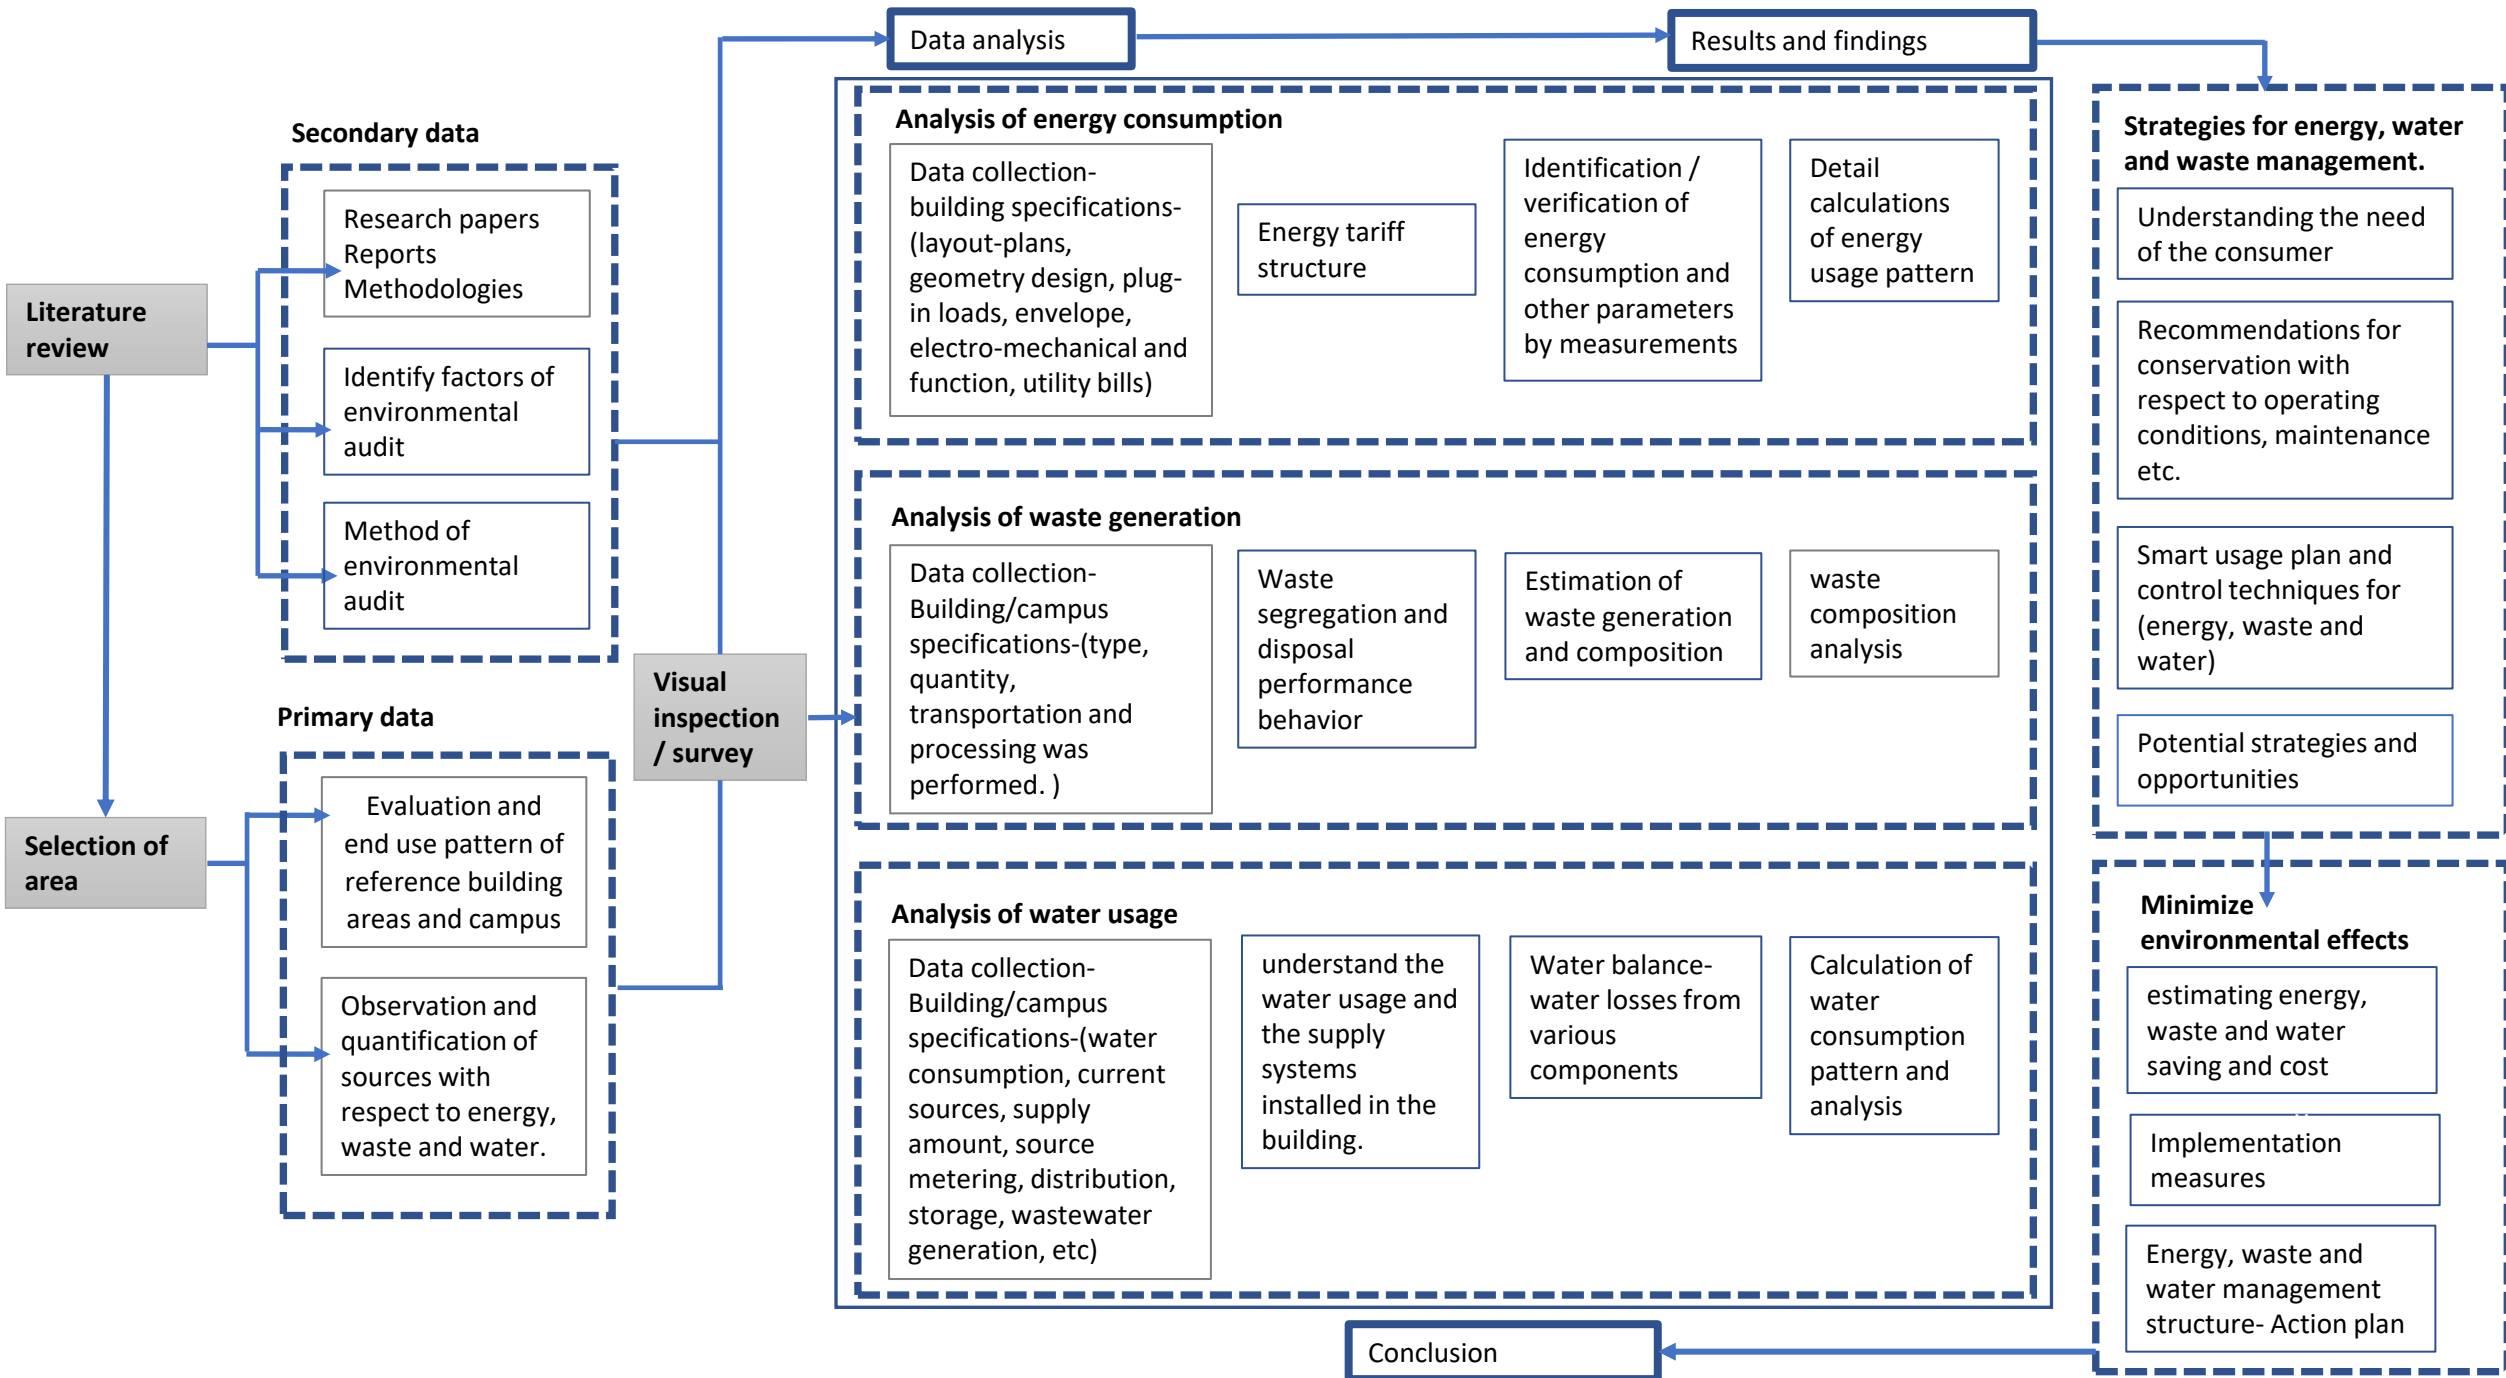 Data analysis
Results and findings
Secondary data
Research papers
Reports
Methodologies
Identify factors of
environmental
audit
Method of
environmental
audit
Literature
review
Selection of
area
Primary data
Evaluation and
end use pattern of
reference building
areas and campus
Observation and
quantification of
sources with
respect to energy,
waste and water.
Visual
inspection
/ survey
Analysis of energy consumption
Data collection-
building specifications-
(layout-plans,
geometry design, plug-
in loads, envelope,
electro-mechanical and
function, utility bills)
Energy tariff
structure
Identification /
verification of
energy
consumption and
other parameters
by measurements
Detail
calculations
of energy
usage pattern
Analysis of waste generation
Data collection-
Building/campus
specifications-(type,
quantity,
transportation and
processing was
performed. )
Waste
segregation and
disposal
performance
behavior
Estimation of
waste generation
and composition
waste
composition
analysis
Analysis of water usage
Data collection-
Building/campus
specifications-(water
consumption, current
sources, supply
amount, source
metering, distribution,
storage, wastewater
generation, etc)
understand the
water usage and
the supply
systems
installed in the
building.
Water balance-
water losses from
various
components
Calculation of
water
consumption
pattern and
analysis
Strategies for energy, water
and waste management.
Understanding the need
of the consumer
Recommendations for
conservation with
respect to operating
conditions, maintenance
etc.
Smart usage plan and
control techniques for
(energy, waste and
water)
Potential strategies and
opportunities
Minimize
environmental effects
estimating energy,
waste and water
saving and cost
Implementation
measures
Energy, waste and
water management
structure- Action plan
Conclusion